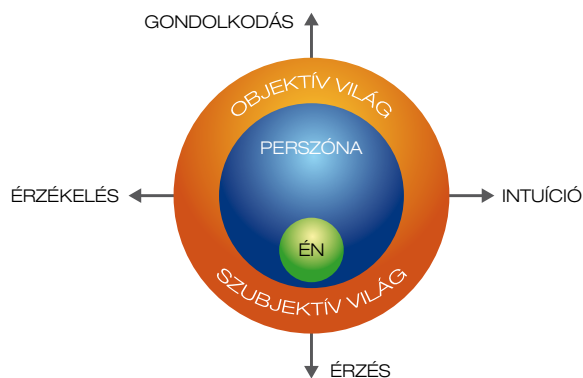 GONDOLKODÁS
OBJEKTÍV VILÁG
PERSZÓNA
ÉRZÉKELÉS
INTUÍCIÓ
ÉN
SZUBJEKTÍV VILÁG
ÉRZÉS